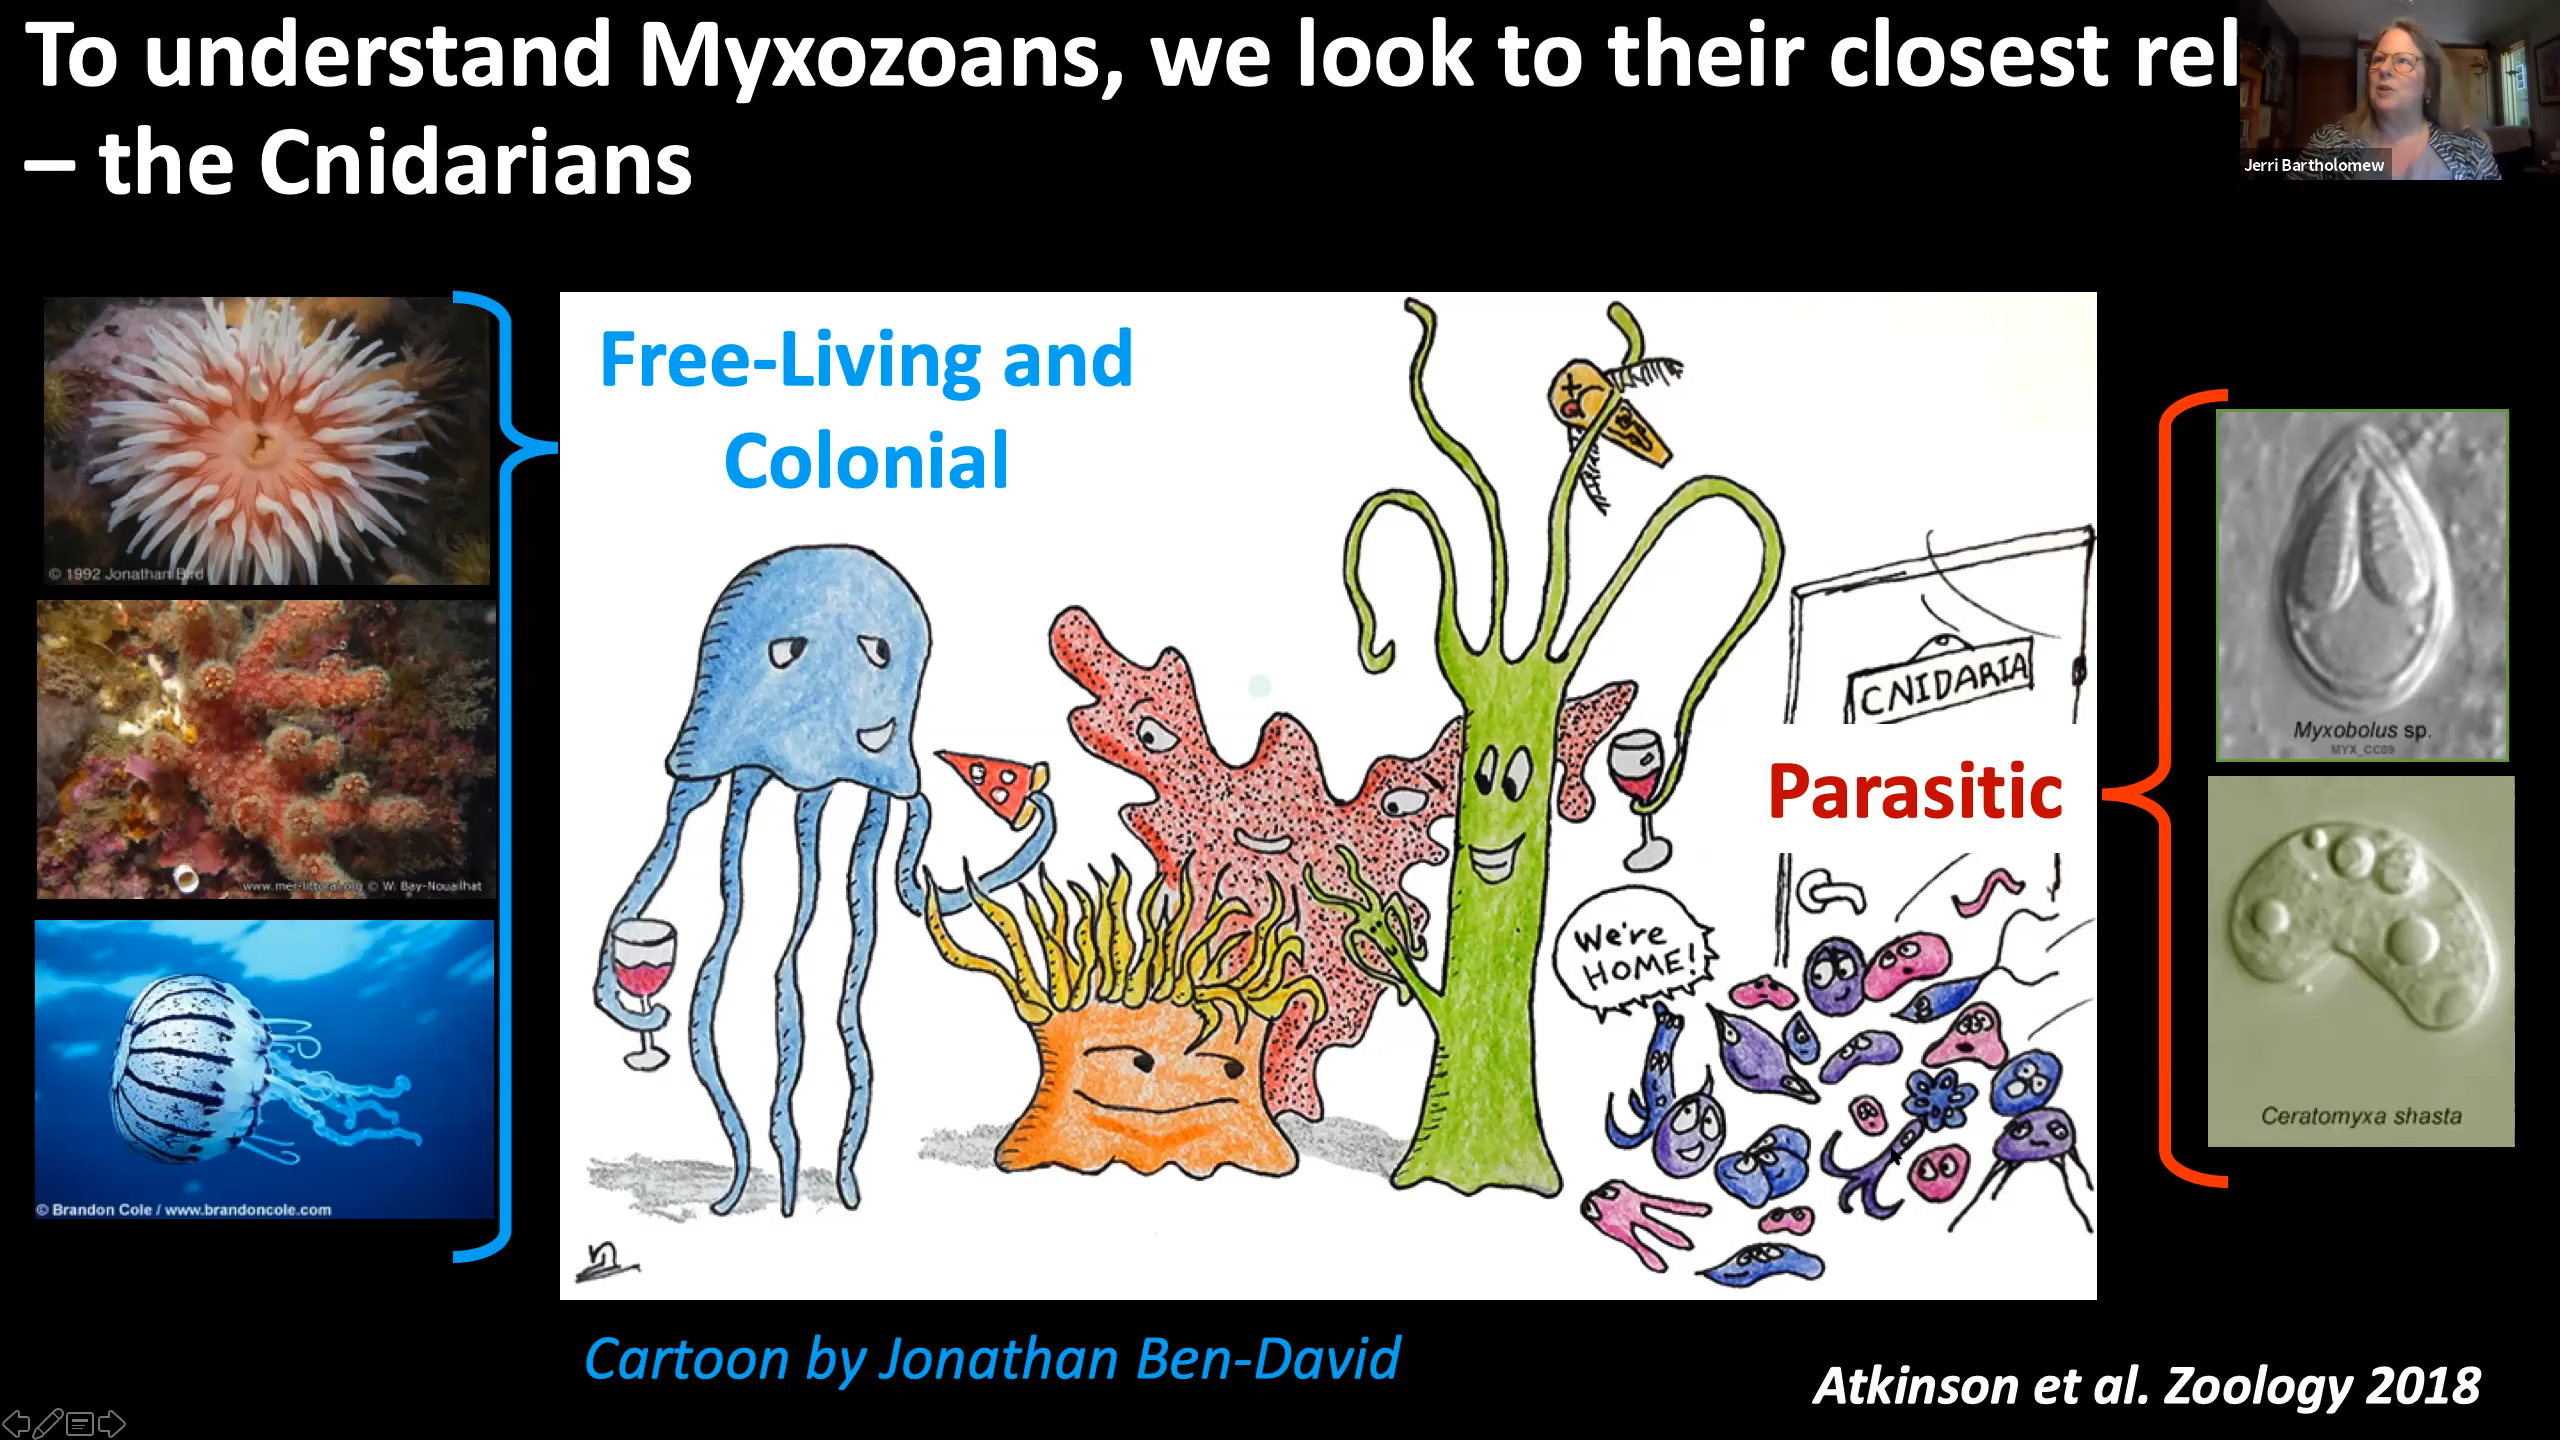 To understand Myxozoans, we look to their closest rel
– the Cnidarians
Jerri Bartholomew
© 1992 Jonathan Bird
www.mer-littoral.org © W. Bay-Nouailhat
© Brandon Cole / www.brandoncole.com
Free-Living and
Colonial
CNIDARIA
Parasitic
We're
HOME!
Myxobolus sp.
MYX_CC09
Ceratomyxa shasta
Cartoon by Jonathan Ben-David
Atkinson et al. Zoology 2018